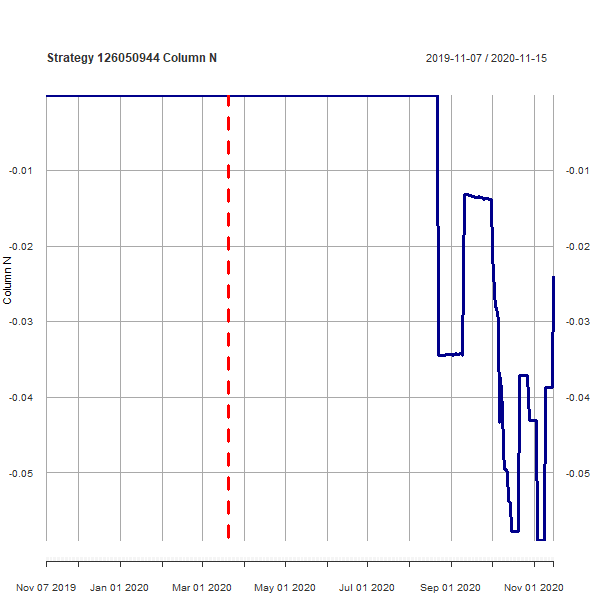 Strategy 126050944 Column N
2019-11-07 / 2020-11-15
-0.01
-0.01
-0.02
-0.02
Column N
-0.03
-0.03
-0.04
-0.04
-0.05
-0.05
Nov 07 2019
Jan 01 2020
Mar 01 2020
May 01 2020
Jul 01 2020
Sep 01 2020
Nov 01 2020